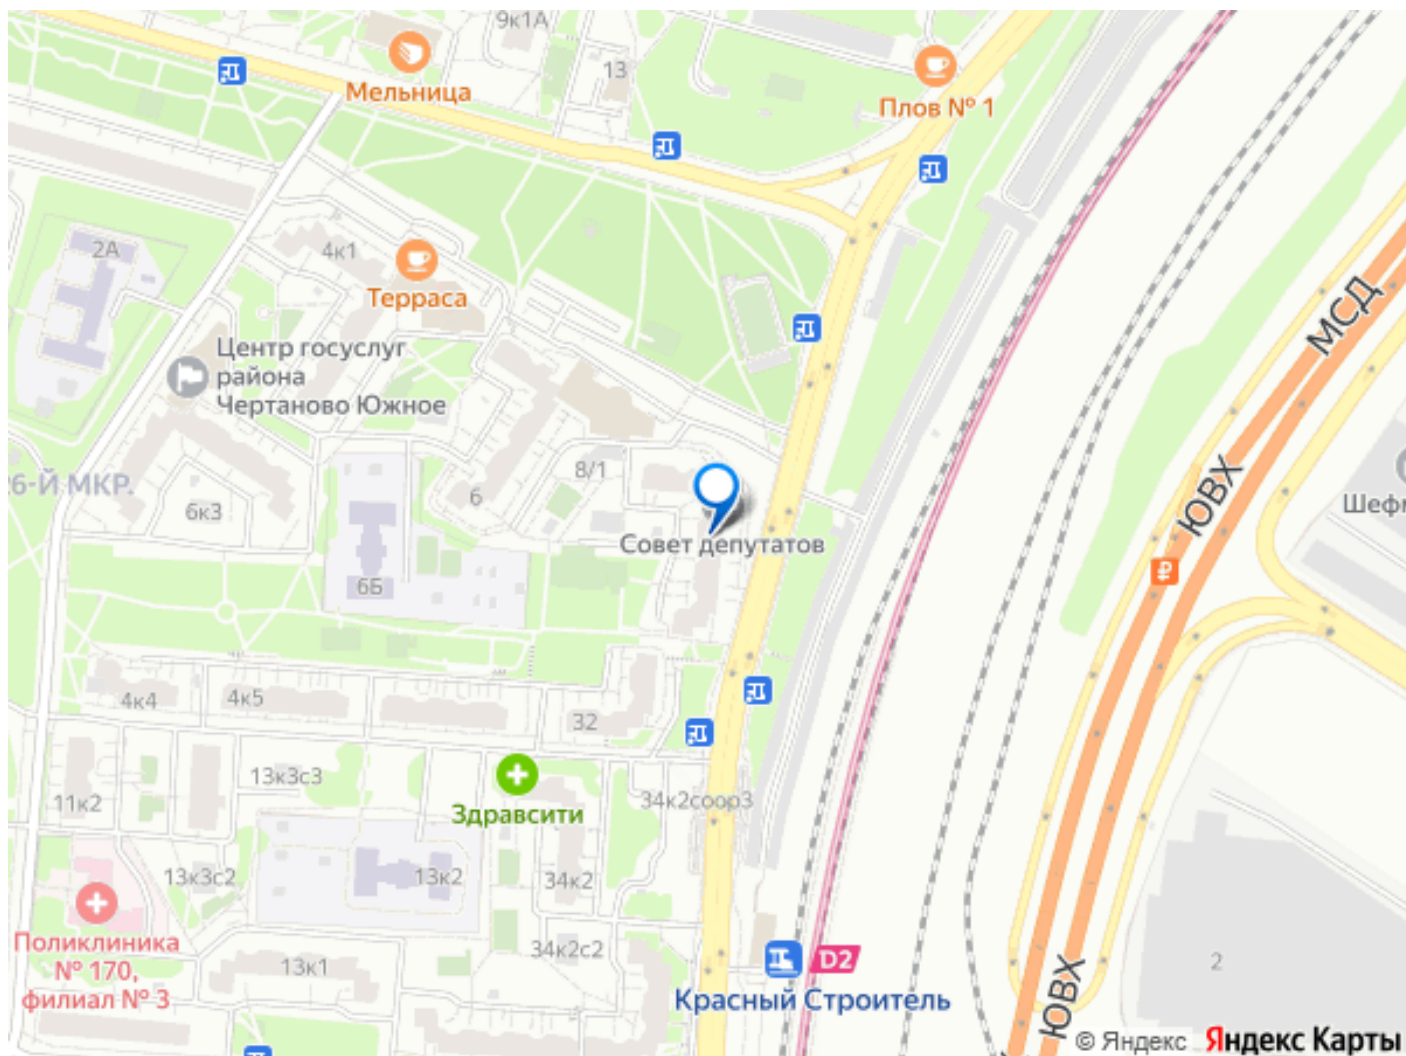 9к1А
Мельница
13
Плов № 1
2А
4к1
Терраса
МСД
Центр госуслуг
района
Чертаново Южное
8/1
6
26-Й МКР.
6к3
ЮВХ
Совет депутатов
6Б
₽
4к4
4к5
32
13к3с3
11к2
Здравсити
34к2соор3
13к3с2
13к2
34к2
Поликлиника
№ 170,
филиал № 3
13к1
34к2с2
D2
Красный Строитель
2
ЮВХ
© Яндекс Яндекс Карты